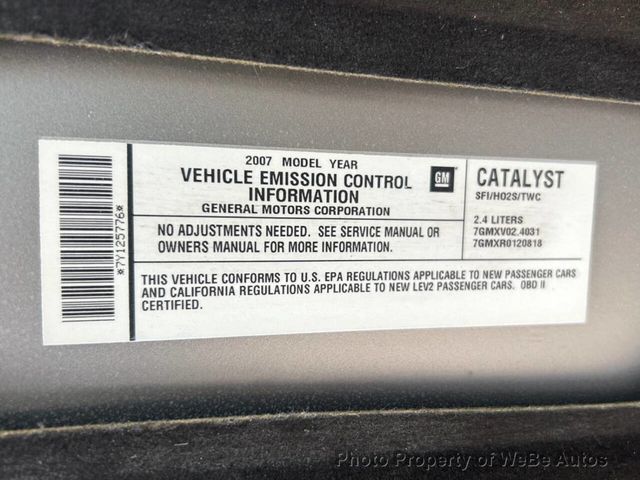 *7Y125776*
2007 MODEL YEAR
VEHICLE EMISSION CONTROL
INFORMATION
GENERAL MOTORS CORPORATION
GM
CATALYST
SFI/HO2S/TWC
NO ADJUSTMENTS NEEDED. SEE SERVICE MANUAL OR
OWNERS MANUAL FOR MORE INFORMATION.
2.4 LITERS
7GMXV02.4031
7GMXR0120818
THIS VEHICLE CONFORMS TO U.S. EPA REGULATIONS APPLICABLE TO NEW PASSENGER CARS
AND CALIFORNIA REGULATIONS APPLICABLE TO NEW LEV2 PASSENGER CARS. OBD II
CERTIFIED.
Photo Property of WeBe Autos